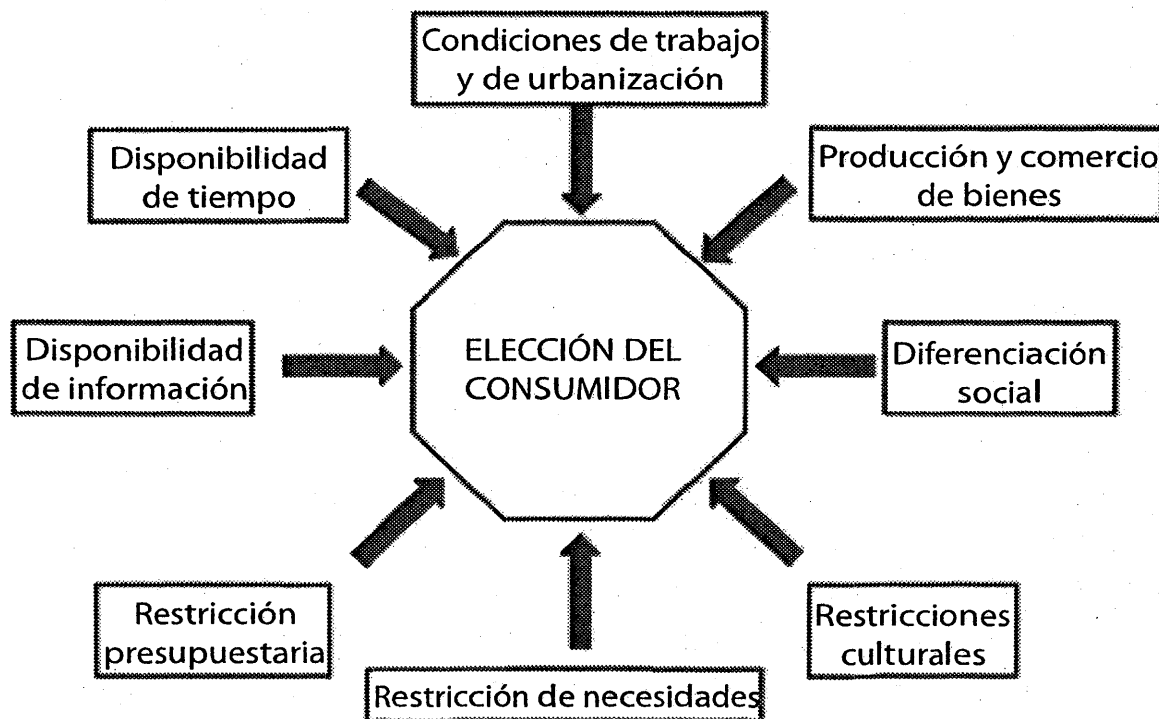 Condiciones de trabajo
y de urbanización
Disponibilidad
de tiempo
Producción y comercio
de bienes
Disponibilidad
de información
ELECCIÓN DEL
CONSUMIDOR
Diferenciación
social
Restricción
presupuestaria
Restricción de necesidades
Restricciones
culturales